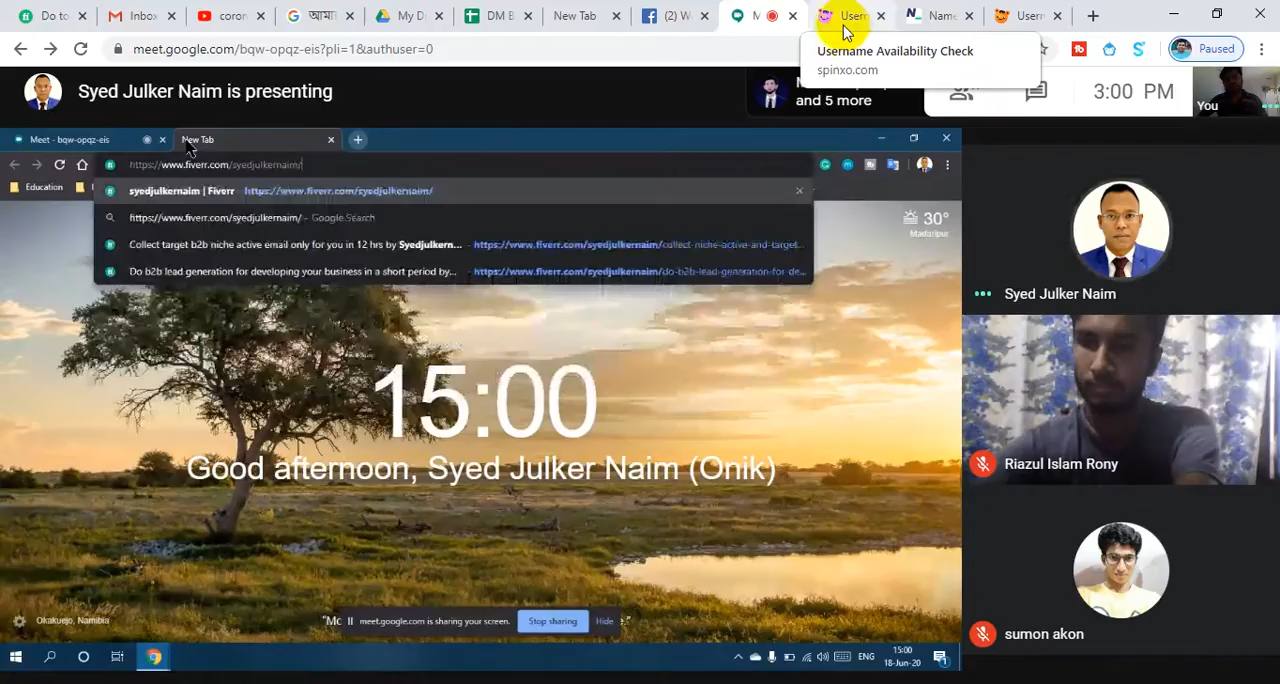 Do to
Inbox
coron
আমা
My D
DM B
New Tab
(2) W
M
Usern
Name
Usern
meet.google.com/bqw-opqz-eis?pli=1&authuser=0
Paused
Username Availability Check
spinxo.com
Syed Julker Naim is presenting
and 5 more
3:00 PM
You
Meet - bqw-opqz-eis
New Tab
https://www.fiverr.com/syedjulkernaim/
Education
syedjulkernaim | Fiverr - https://www.fiverr.com/syedjulkernaim/
https://www.fiverr.com/syedjulkernaim/ - Google Search
Collect target b2b niche active email only for you in 12 hrs by Syedjulkern... - https://www.fiverr.com/syedjulkernaim/collect-niche-active-and-target...
Do b2b lead generation for developing your business in a short period by... - https://www.fiverr.com/syedjulkernaim/do-b2b-lead-generation-for-de...
30°
Madaripur
15:00
Good afternoon, Syed Julker Naim (Onik)
Syed Julker Naim
Riazul Islam Rony
sumon akon
Okaukuejo, Namibia
meet.google.com is sharing your screen.
Stop sharing
Hide
ENG
15:00
18-Jun-20